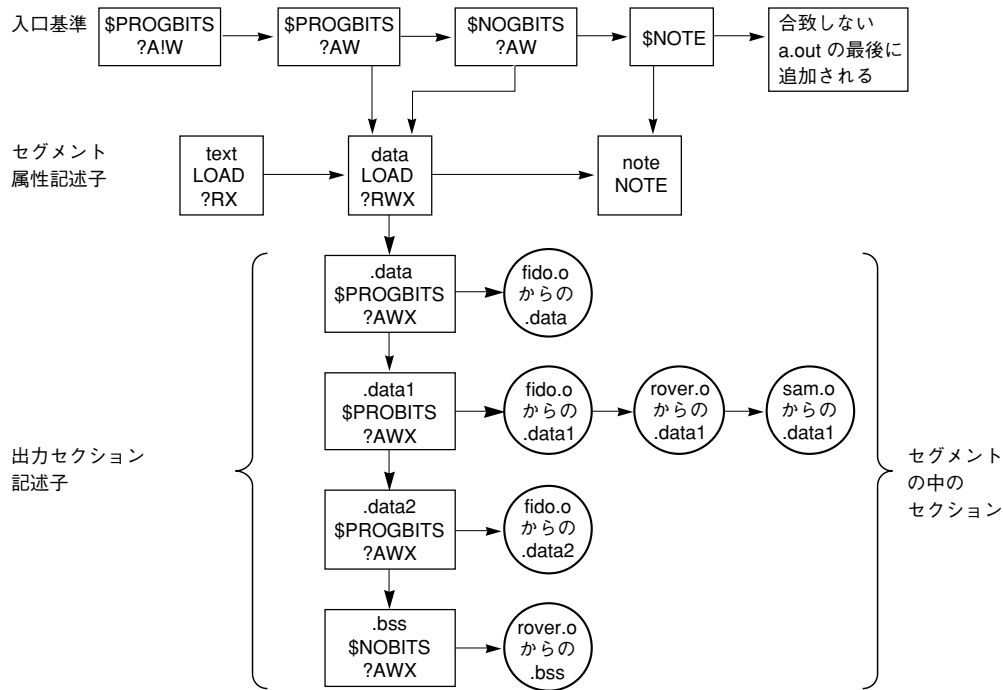 入口基準
$PROGBITS
?A!W
$PROGBITS
?AW
$NOGBITS
?AW
$NOTE
合致しない
a.out の最後に
追加される
セグメント
属性記述子
text
LOAD
?RX
data
LOAD
?RWX
note
NOTE
.data
$PROGBITS
?AWX
fido.o
からの
.data
.data1
$PROBITS
?AWX
fido.o
からの
.data1
rover.o
からの
.data1
sam.o
からの
.data1
出力セクション
記述子
セグメント
の中の
セクション
.data2
$PROGBITS
?AWX
fido.o
からの
.data2
.bss
$NOBITS
?AWX
rover.o
からの
.bss